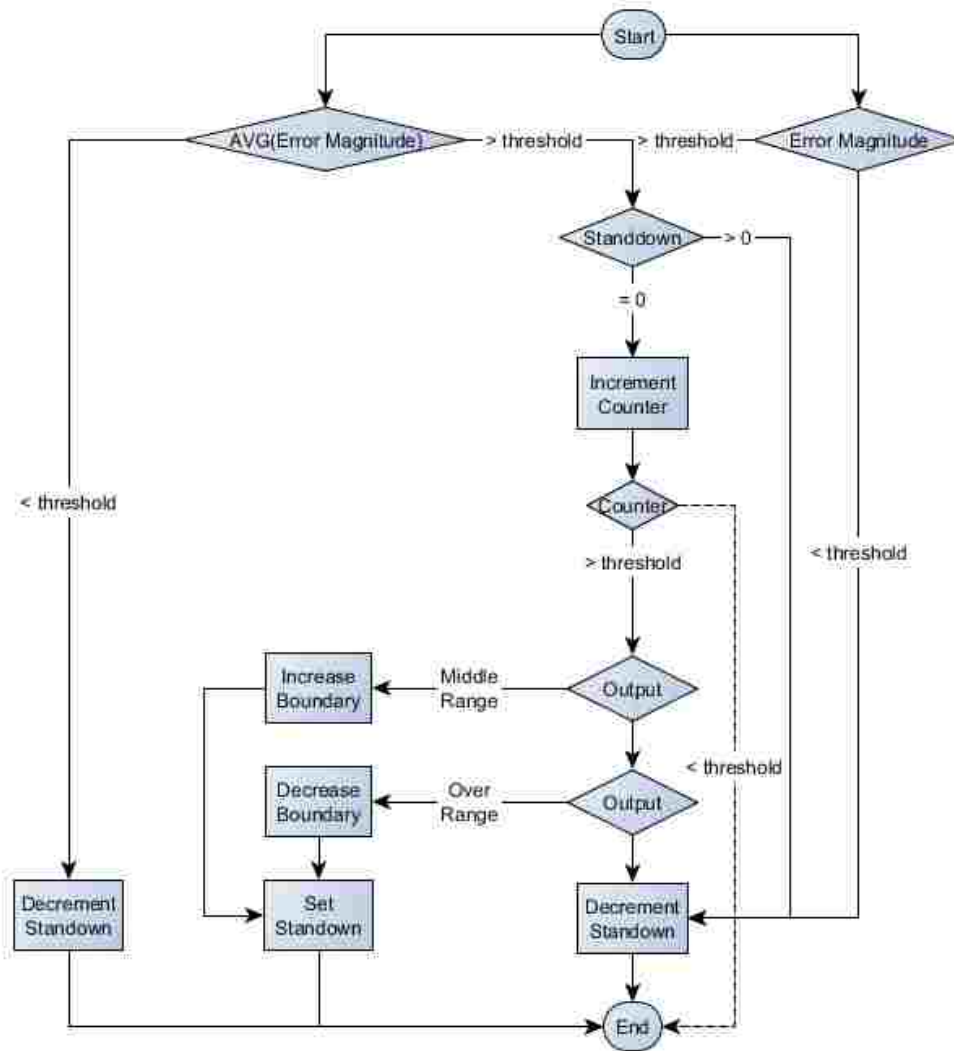 Start
AVG(Error Magnitude)
> threshold
> threshold
Error Magnitude
Standdown
> 0
= 0
Increment
Counter
< threshold
Counter
> threshold
< threshold
Increase
Boundary
Middle
Range
Output
< threshold
Decrease
Boundary
Over
Range
Output
Decrement
Standown
Set
Standown
Decrement
Standown
End